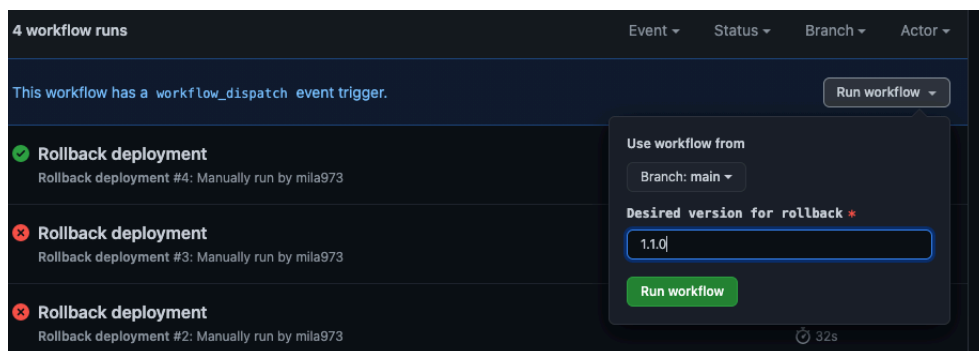 4 workflow runs
Event
Status
Branch
Actor
This workflow has a workflow_dispatch event trigger.
Run workflow
Use workflow from
Branch: main
Desired version for rollback *
1.1.0
Run workflow
Rollback deployment
Rollback deployment #4: Manually run by mila973
Rollback deployment
Rollback deployment #3: Manually run by mila973
Rollback deployment
Rollback deployment #2: Manually run by mila973
32s